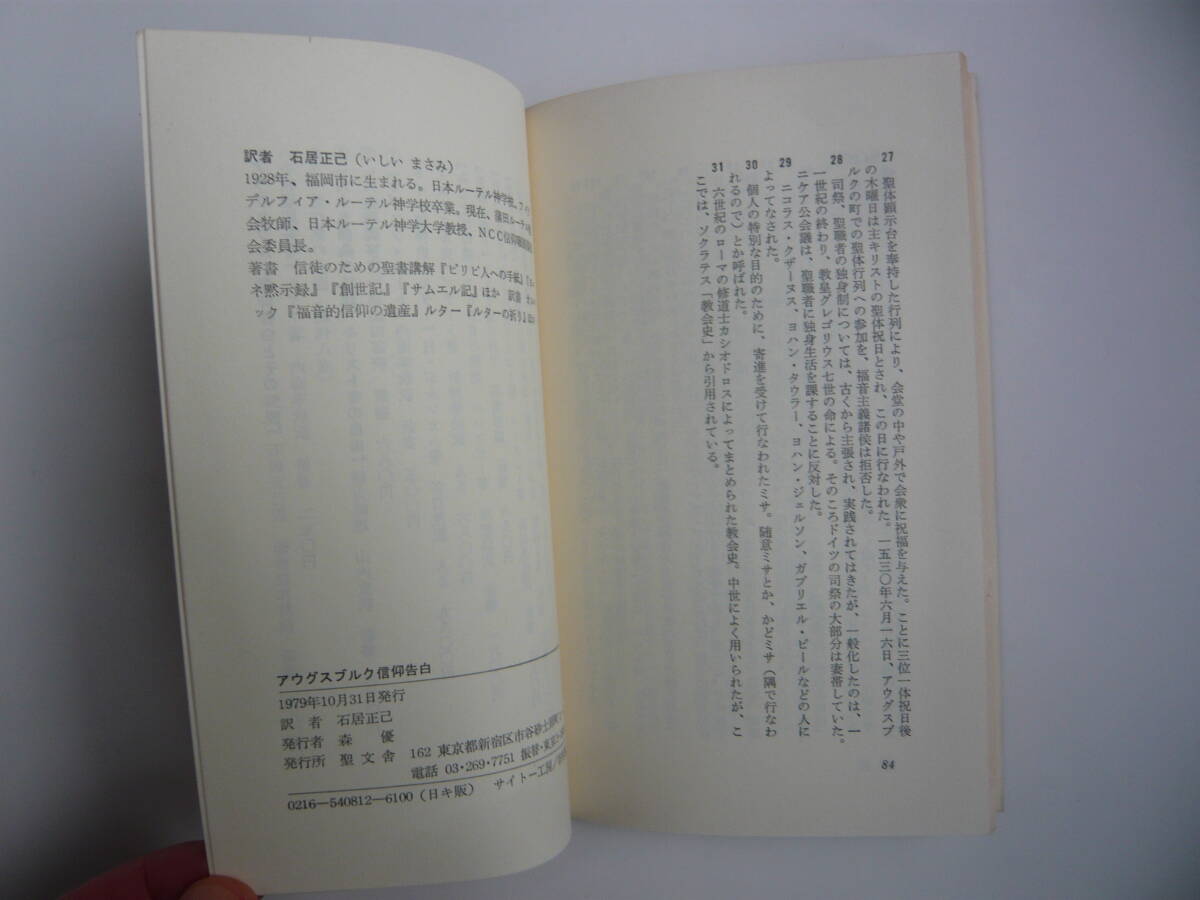 27 聖体顕示台を奉持した行列により、会堂の中や戸外で会衆に祝福を与えた。ことに三位一体祝日後
の木曜日は主キリストの聖体祝日とされ、この日に行なわれた。一五三〇年六月一六日、アウグスブ
ルクの町での聖体行列への参加を、福音主義諸侯は拒否した。
28 司祭、聖職者の独身制については、古くから主張され、実践されてはきたが、一般化したのは、一
一世紀の終わり、教皇グレゴリウス七世の命による。そのころドイツの司祭の大部分は妻帯していた。
ニケア公会議は、聖職者に独身生活を課することに反対した。
29 ニコラス・クザーヌス、ヨハン・タウラー、ヨハン・ジェルソン、ガブリエル・ビールなどの人に
よってなされた。
30 個人の特別な目的のために、寄進を受けて行なわれたミサ。随意ミサとか、かどミサ(隅で行なわ
れるので)とか呼ばれた。
31 六世紀のローマの修道士カシオドロスによってまとめられた教会史。中世によく用いられたが、こ
こでは、ソクラテス「教会史」から引用されている。
84
訳者 石居正己(いしい まさみ)
1928年、福岡市に生まれる。日本ルーテル神学校、フィラ
デルフィア・ルーテル神学校卒業。現在、蒲田ルーテル
会牧師、日本ルーテル神学大学教授、NCC信仰職制
会委員長。
著書 信徒のための聖書講解『ピリピ人への手紙』
ネ黙示録』『創世記』『サムエル記』ほか 訳書
ック『福音的信仰の遺産』ルター『ルターの祈り』
アウグスブルク信仰告白
1979年10月31日発行
訳 者 石居正己
発行者 森 優
発行所 聖文舎 162 東京都新宿区市谷砂土原町
電話 03・269・7751 振替・東京
サイトー工房
0216―540812―6100(日キ販)